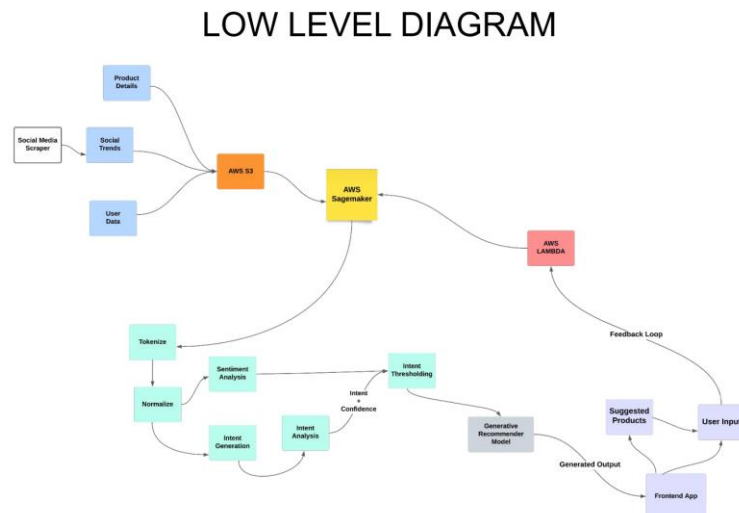 LOW LEVEL DIAGRAM
Product
Details
Social Media
Scraper
Social
Trends
AWS S3
AWS
Sagemaker
User
Data
AWS
LAMBDA
Feedback Loop
Tokenize
Sentiment
Analysis
Intent
Thresholding
Normalize
Intent
+
Confidence
Intent
Generation
Intent
Analysis
Generative
Recommender
Model
Suggested
Products
User Input
Generated Output
Frontend App